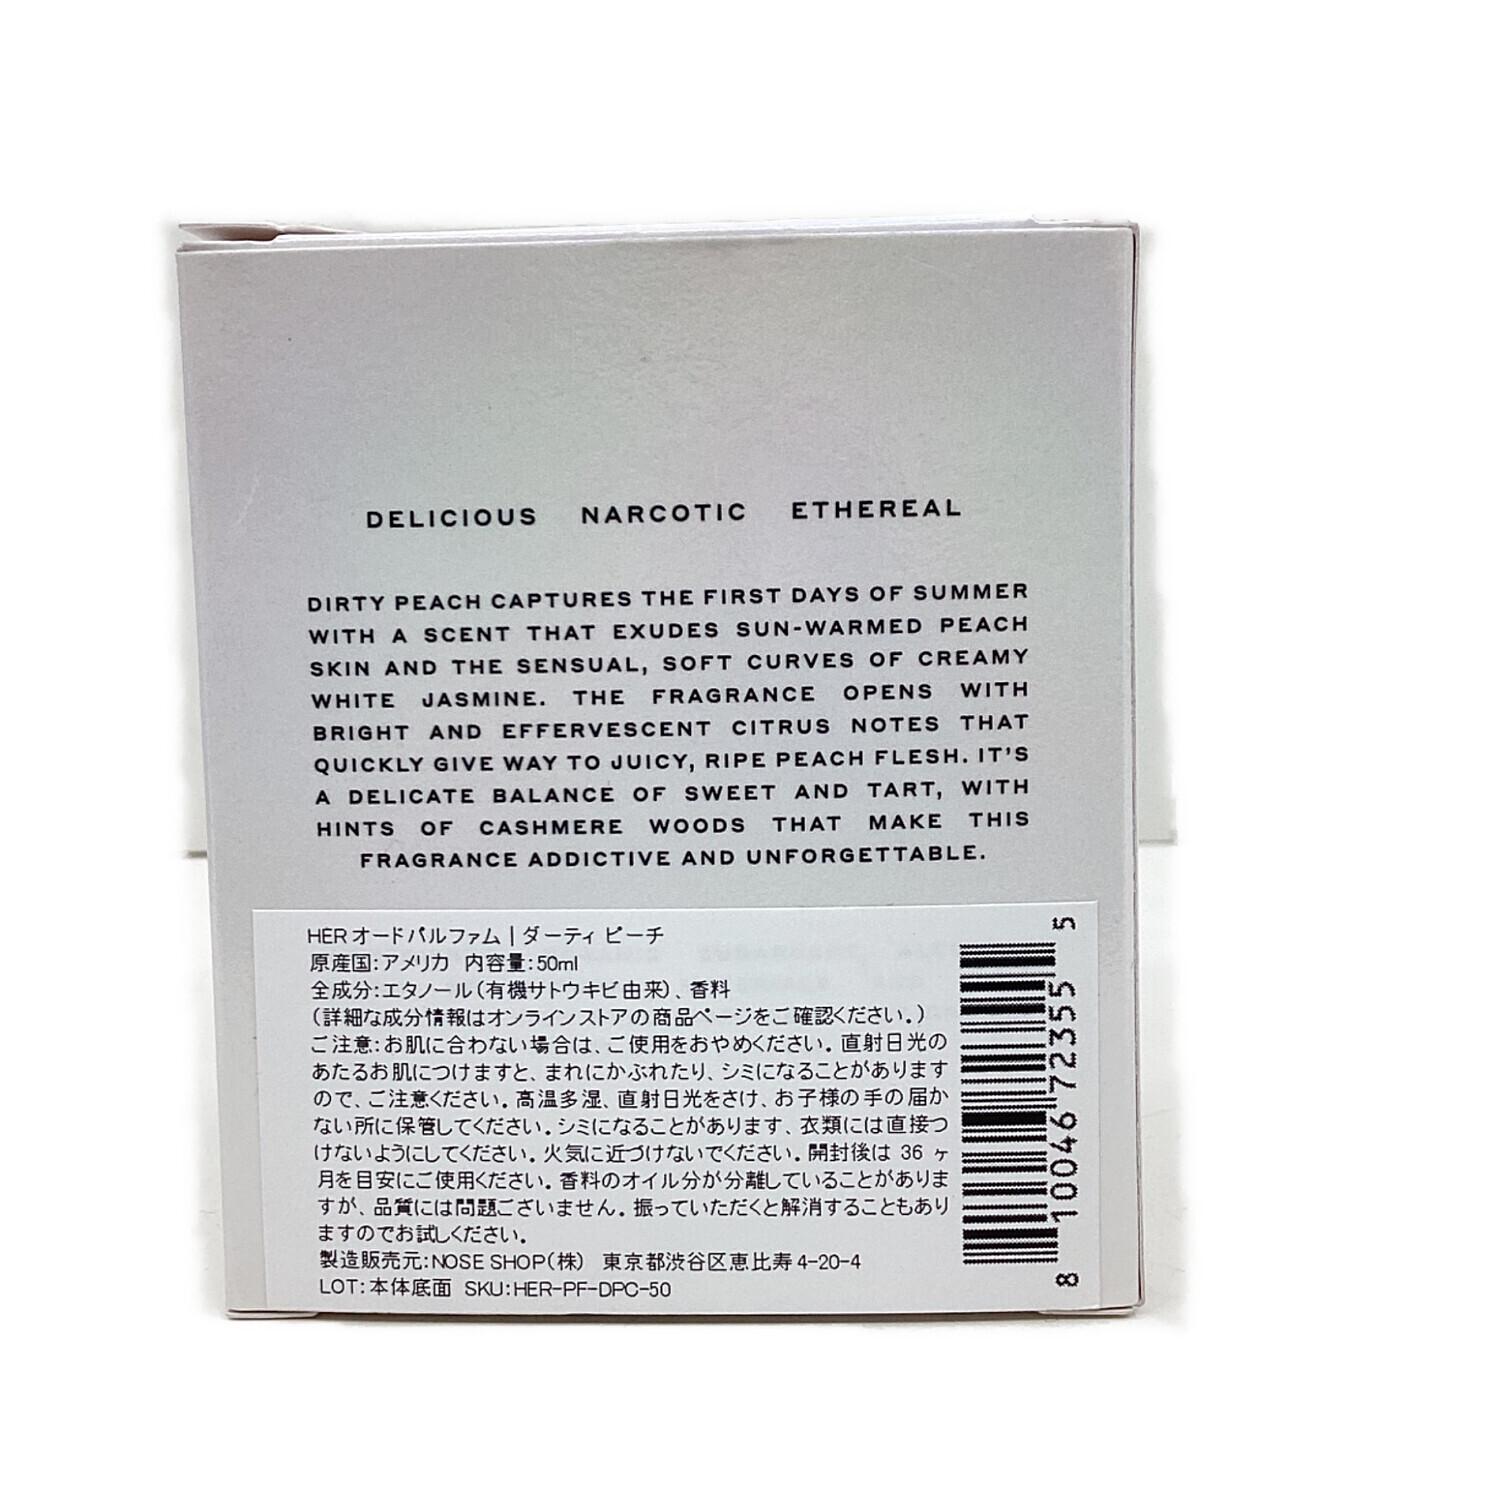 DELICIOUS NARCOTIC ETHEREAL
DIRTY PEACH CAPTURES THE FIRST DAYS OF SUMMER
WITH A SCENT THAT EXUDES SUN-WARMED PEACH
SKIN AND THE SENSUAL, SOFT CURVES OF CREAMY
WHITE JASMINE. THE FRAGRANCE OPENS WITH
BRIGHT AND EFFERVESCENT CITRUS NOTES THAT
QUICKLY GIVE WAY TO JUICY, RIPE PEACH FLESH. IT'S
A DELICATE BALANCE OF SWEET AND TART, WITH
HINTS OF CASHMERE WOODS THAT MAKE THIS
FRAGRANCE ADDICTIVE AND UNFORGETTABLE.
HERオードパルファム|ダーティ ピーチ
原産国:アメリカ 内容量:50ml
全成分:エタノール(有機サトウキビ由来)、香料
(詳細な成分情報はオンラインストアの商品ページをご確認ください。)
ご注意:お肌に合わない場合は、ご使用をおやめください。直射日光の
あたるお肌につけますと、まれにかぶれたり、シミになることがあります
ので、ご注意ください。高温多湿、直射日光をさけ、お子様の手の届か
ない所に保管してください。シミになることがあります、衣類には直接つ
けないようにしてください。火気に近づけないでください。開封後は 36 ヶ
月を目安にご使用ください。香料のオイル分が分離していることがありま
すが、品質には問題ございません。振っていただくと解消することもあり
ますのでお試しください。
製造販売元:NOSE SHOP(株) 東京都渋谷区恵比寿4-20-4
LOT:本体底面 SKU:HER-PF-DPC-50
8 10046 72355 5